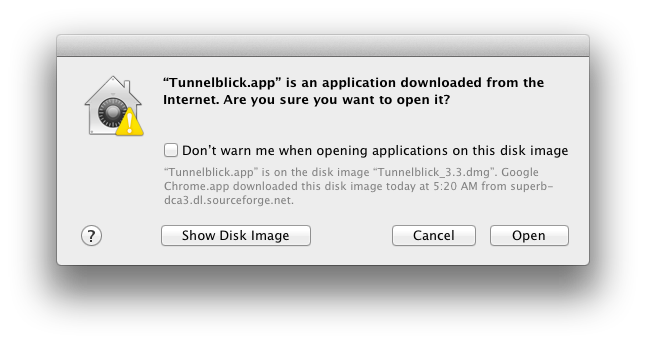 “Tunnelblick.app” is an application downloaded from the
Internet. Are you sure you want to open it?
Don’t warn me when opening applications on this disk image
“Tunnelblick.app” is on the disk image “Tunnelblick_3.3.dmg”. Google
Chrome.app downloaded this disk image today at 5:20 AM from superb-
dca3.dl.sourceforge.net.
? Show Disk Image Cancel Open